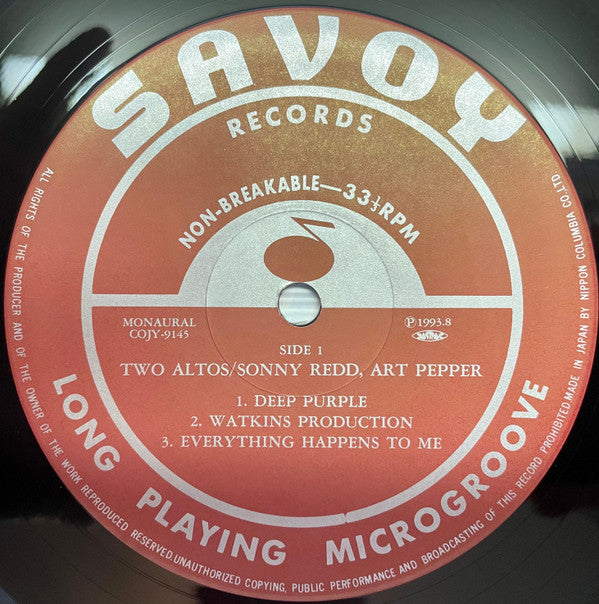 SAVOY
RECORDS
NON-BREAKABLE—33⅓RPM
MONAURAL
COJY-9145
Ⓟ1993.8
SIDE 1
TWO ALTOS/SONNY REDD, ART PEPPER
1. DEEP PURPLE
2. WATKINS PRODUCTION
3. EVERYTHING HAPPENS TO ME
LONG PLAYING MICROGROOVE
ALL RIGHTS OF THE PRODUCER AND OF THE OWNER OF THE WORK REPRODUCED RESERVED.UNAUTHORIZED COPYING, PUBLIC PERFORMANCE AND BROADCASTING OF THIS RECORD PROHIBITED.MADE IN JAPAN BY NIPPON COLUMBIA CO.LTD.